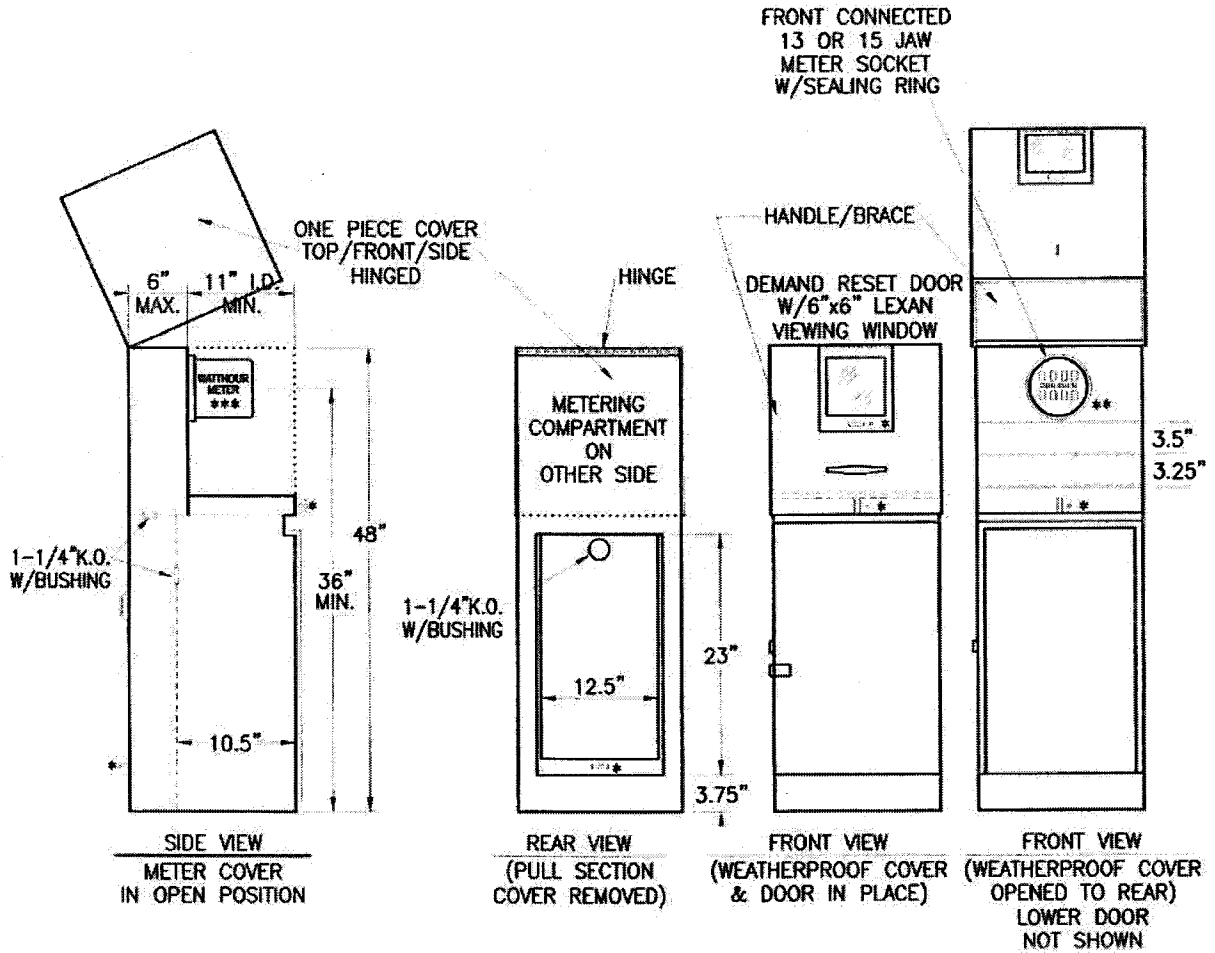 FRONT CONNECTED
13 OR 15 JAW
METER SOCKET
W/SEALING RING
ONE PIECE COVER
TOP/FRONT/SIDE
HINGED
HANDLE/BRACE
6"
MAX.
11" I.D.
MIN.
HINGE
DEMAND RESET DOOR
W/6"x6" LEXAN
VIEWING WINDOW
WATTHOUR
METER
***
METERING
COMPARTMENT
ON
OTHER SIDE
*
**
3.5"
3.25"
*
*
*
48"
1-1/4"K.O.
W/BUSHING
36"
MIN.
1-1/4"K.O.
W/BUSHING
23"
12.5"
10.5"
*
*
3.75"
SIDE VIEW
METER COVER
IN OPEN POSITION
REAR VIEW
(PULL SECTION
COVER REMOVED)
FRONT VIEW
(WEATHERPROOF COVER
& DOOR IN PLACE)
FRONT VIEW
(WEATHERPROOF COVER
OPENED TO REAR)
LOWER DOOR
NOT SHOWN